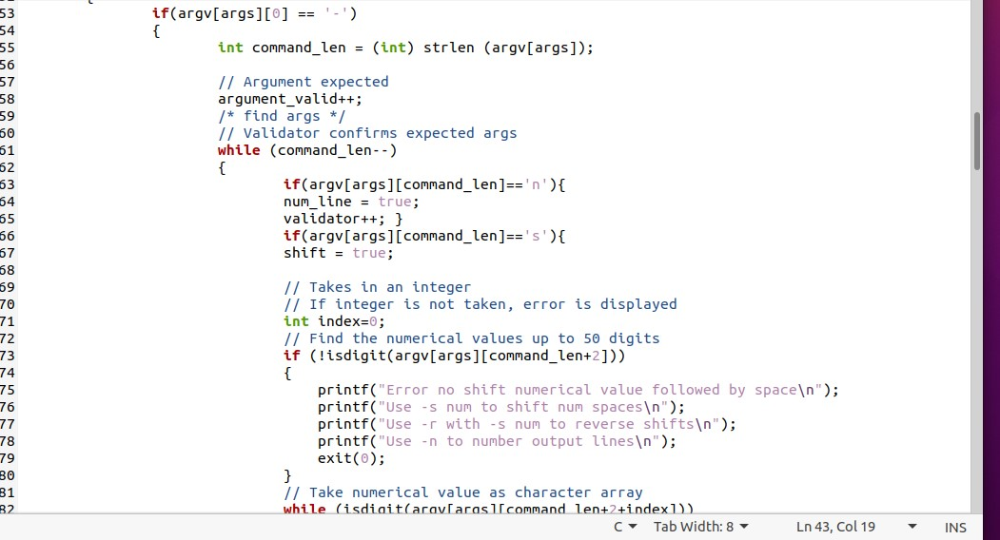 53 if(argv[args][0] == '-')
54 {
55 int command_len = (int) strlen (argv[args]);
56
57 // Argument expected
58 argument_valid++;
59 /* find args */
60 // Validator confirms expected args
61 while (command_len--)
62 {
63 if(argv[args][command_len]=='n'){
64 num_line = true;
65 validator++; }
66 if(argv[args][command_len]=='s'){
67 shift = true;
68
69 // Takes in an integer
70 // If integer is not taken, error is displayed
71 int index=0;
72 // Find the numerical values up to 50 digits
73 if (!isdigit(argv[args][command_len+2]))
74 {
75 printf("Error no shift numerical value followed by space\n");
76 printf("Use -s num to shift num spaces\n");
77 printf("Use -r with -s num to reverse shifts\n");
78 printf("Use -n to number output lines\n");
79 exit(0);
80 }
81 // Take numerical value as character array
82 while (isdigit(argv[args][command_len+2+index]))
C Tab Width: 8 Ln 43, Col 19 INS